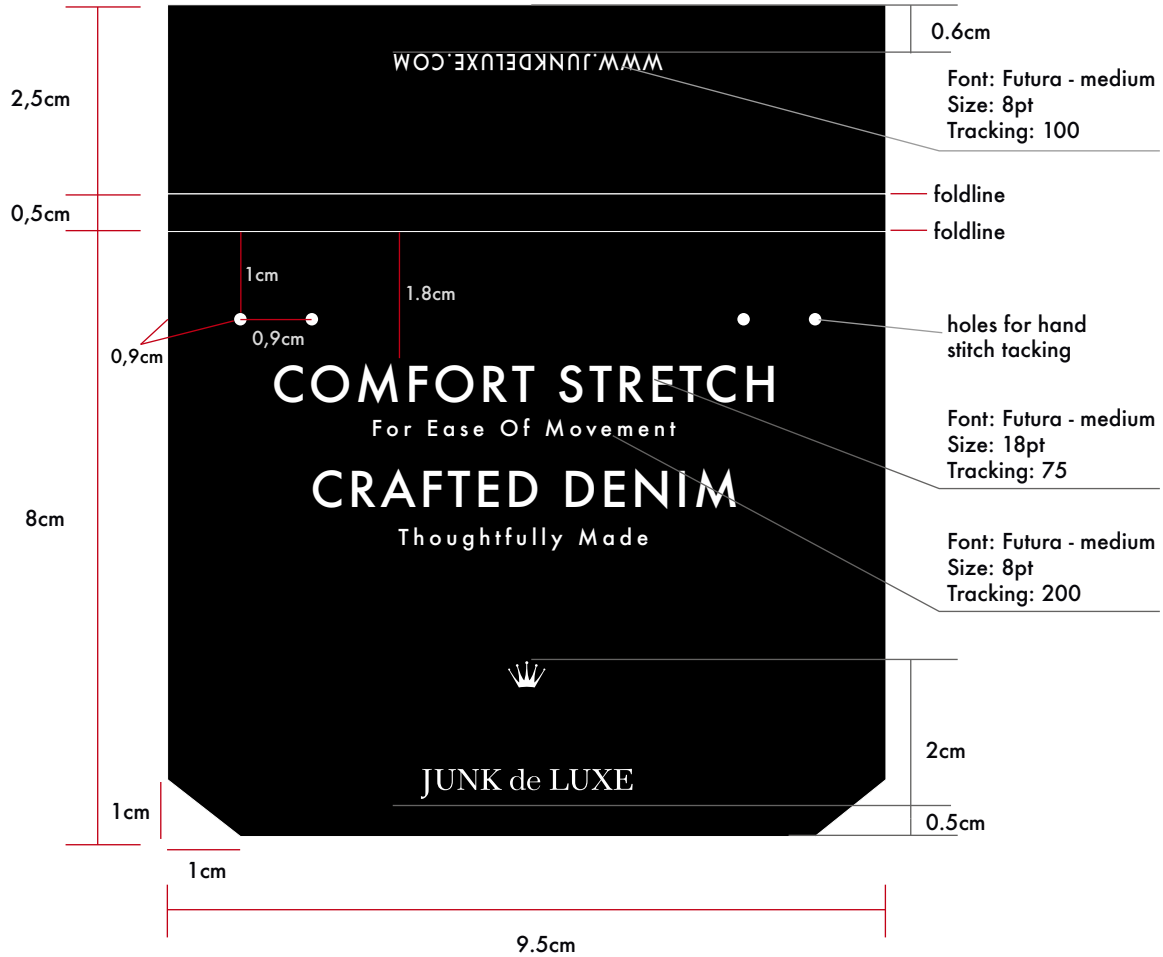 0.6cm
WWW.JUNKDELUXE.COM
Font: Futura - medium
Size: 8pt
Tracking: 100
2,5cm
foldline
0,5cm
foldline
1cm
1.8cm
0,9cm
0,9cm
holes for hand
stitch tacking
COMFORT STRETCH
For Ease Of Movement
Font: Futura - medium
Size: 18pt
Tracking: 75
CRAFTED DENIM
Thoughtfully Made
8cm
Font: Futura - medium
Size: 8pt
Tracking: 200
2cm
JUNK de LUXE
1cm
0.5cm
1cm
9.5cm